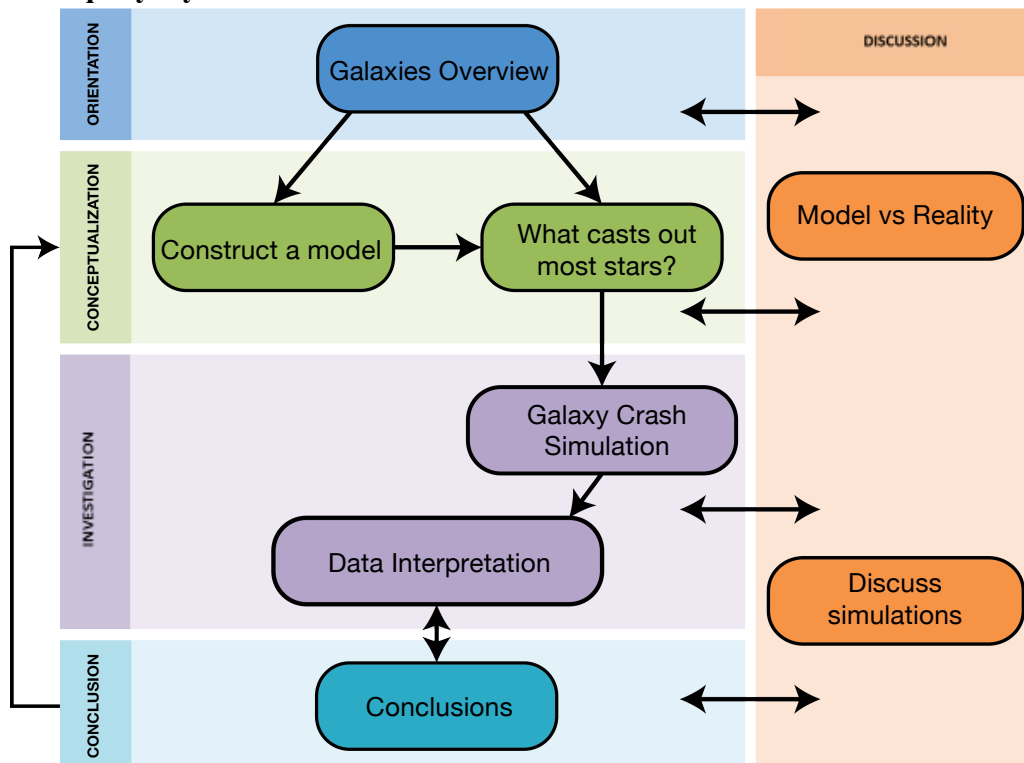 DISCUSSION
ORIENTATION
Galaxies Overview
CONCEPTUALIZATION
Construct a model
What casts out
most stars?
Model vs Reality
INVESTIGATION
Galaxy Crash
Simulation
Data Interpretation
Discuss
simulations
CONCLUSION
Conclusions